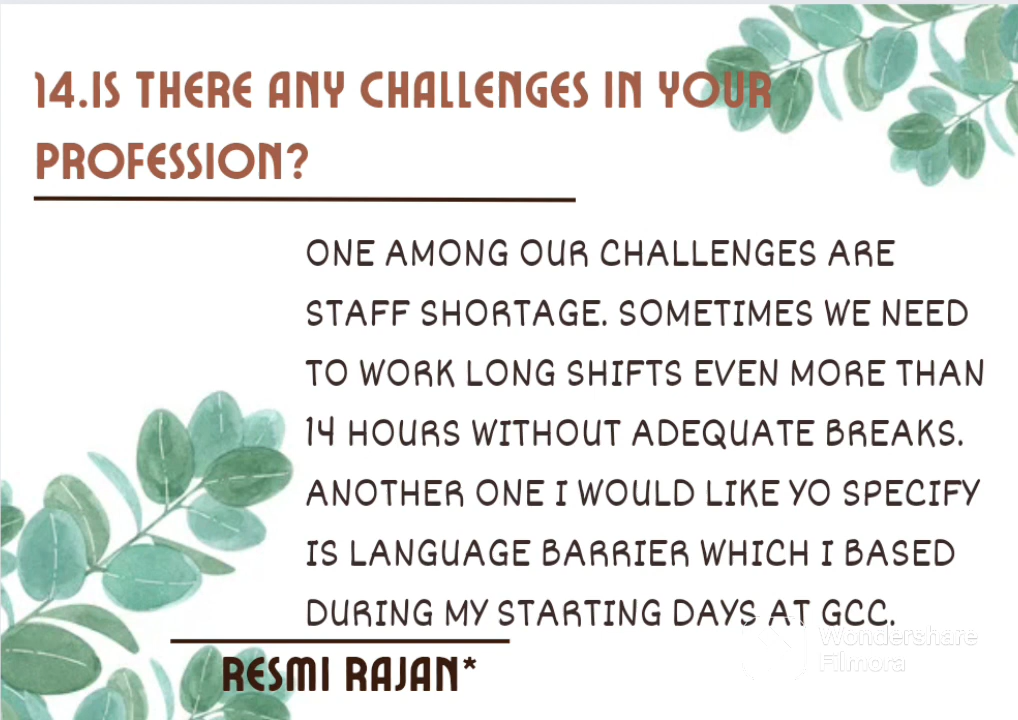 14.IS THERE ANY CHALLENGES IN YOUR
PROFESSION?
ONE AMONG OUR CHALLENGES ARE
STAFF SHORTAGE. SOMETIMES WE NEED
TO WORK LONG SHIFTS EVEN MORE THAN
14 HOURS WITHOUT ADEQUATE BREAKS.
ANOTHER ONE I WOULD LIKE YO SPECIFY
IS LANGUAGE BARRIER WHICH I BASED
DURING MY STARTING DAYS AT GCC.
Wondershare
Filmora
RESMI RAJAN*